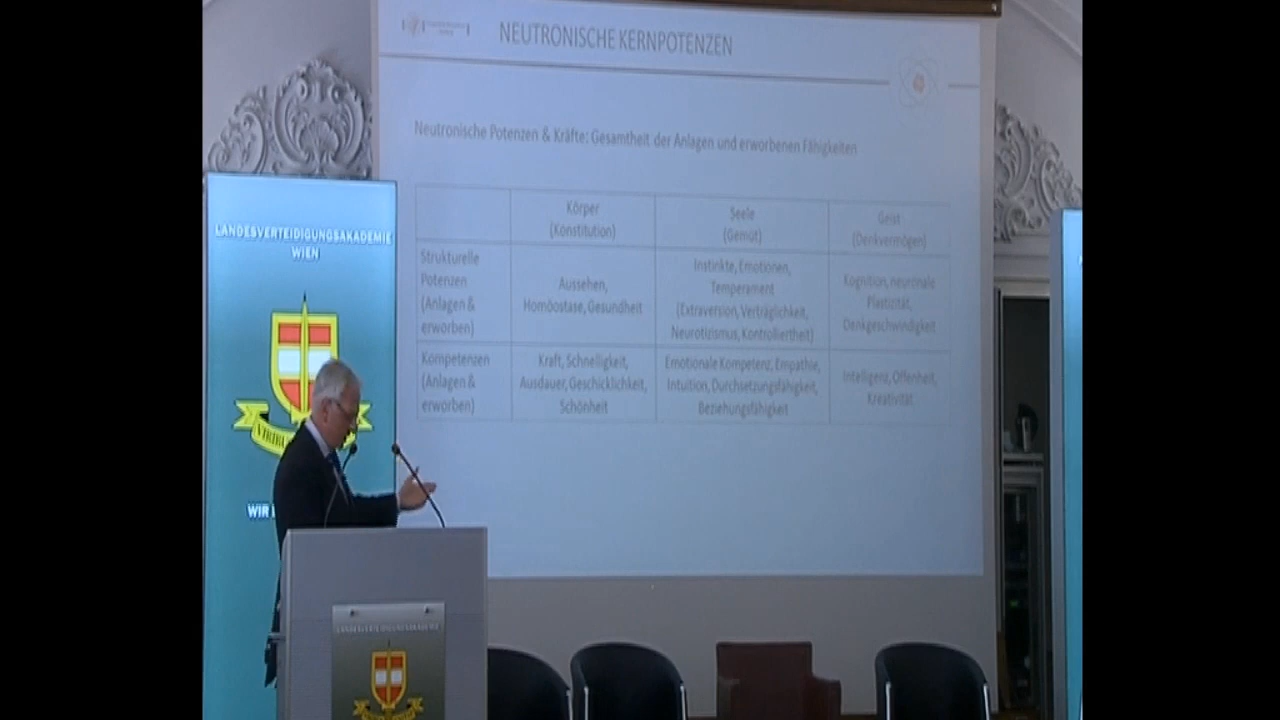 NEUTRONISCHE KERNPOTENZEN
Neutronische Potenzen & Kräfte: Gesamtheit der Anlagen und erworbenen Fähigkeiten
Körper
(Konstitution)
Seele
(Gemüt)
Geist
(Denkvermögen)
Strukturelle
Potenzen
(Anlagen &
erworben)
Aussehen,
Homöostase, Gesundheit
Instinkte, Emotionen,
Temperament
(Extraversion, Verträglichkeit,
Neurotizismus, Kontrolliertheit)
Kognition, neuronale
Plastizität,
Denkgeschwindigkeit
Kompetenzen
(Anlagen &
erworben)
Kraft, Schnelligkeit,
Ausdauer, Geschicklichkeit,
Schönheit
Emotionale Kompetenz, Empathie,
Intuition, Durchsetzungsfähigkeit,
Beziehungsfähigkeit
Intelligenz, Offenheit,
Kreativität
LANDESVERTEIDIGUNGSAKADEMIE
WIEN
WIR
LANDESVERTEIDIGUNGSAKADEMIE